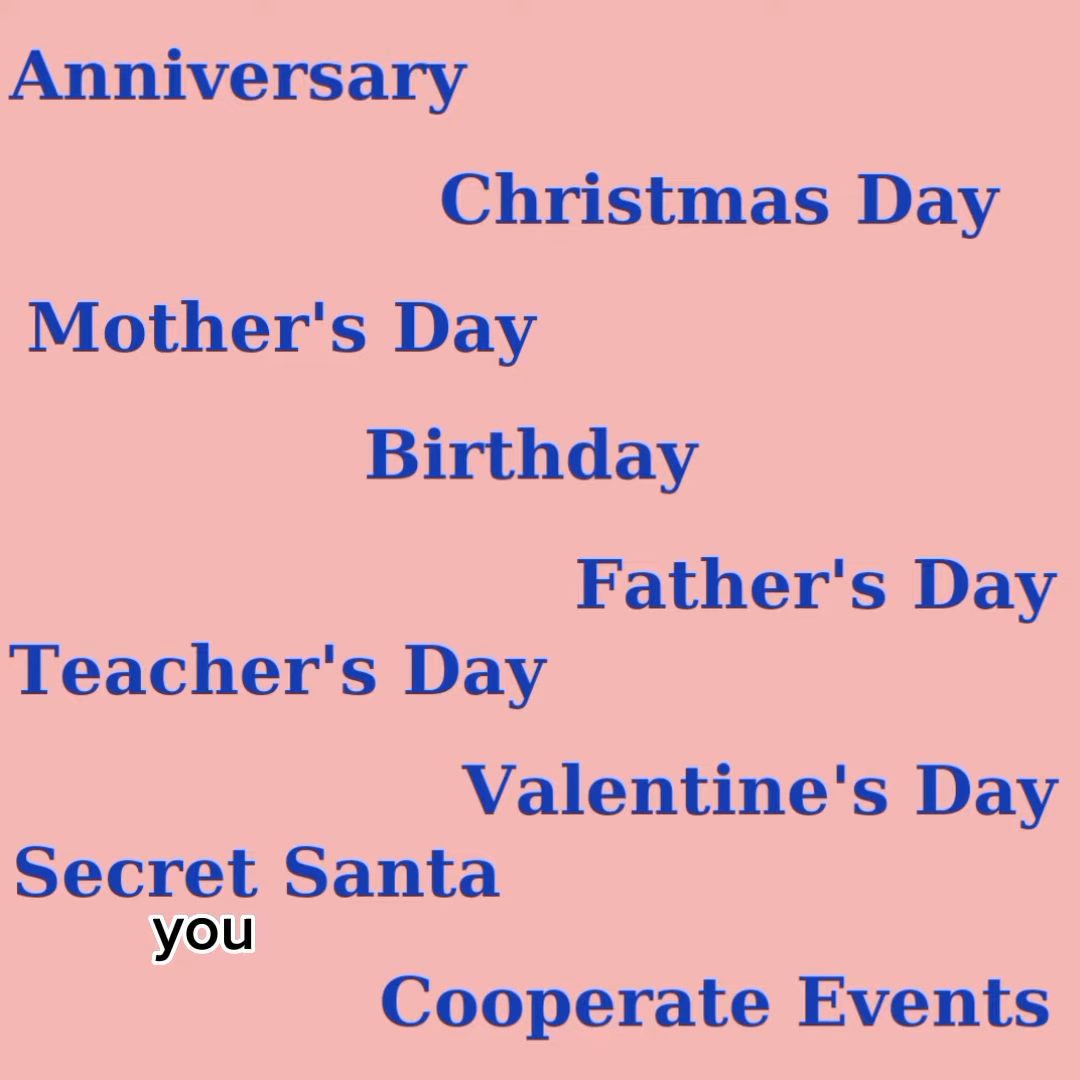 Anniversary
Christmas Day
Mother's Day
Birthday
Father's Day
Teacher's Day
Valentine's Day
Secret Santa
you
Cooperate Events